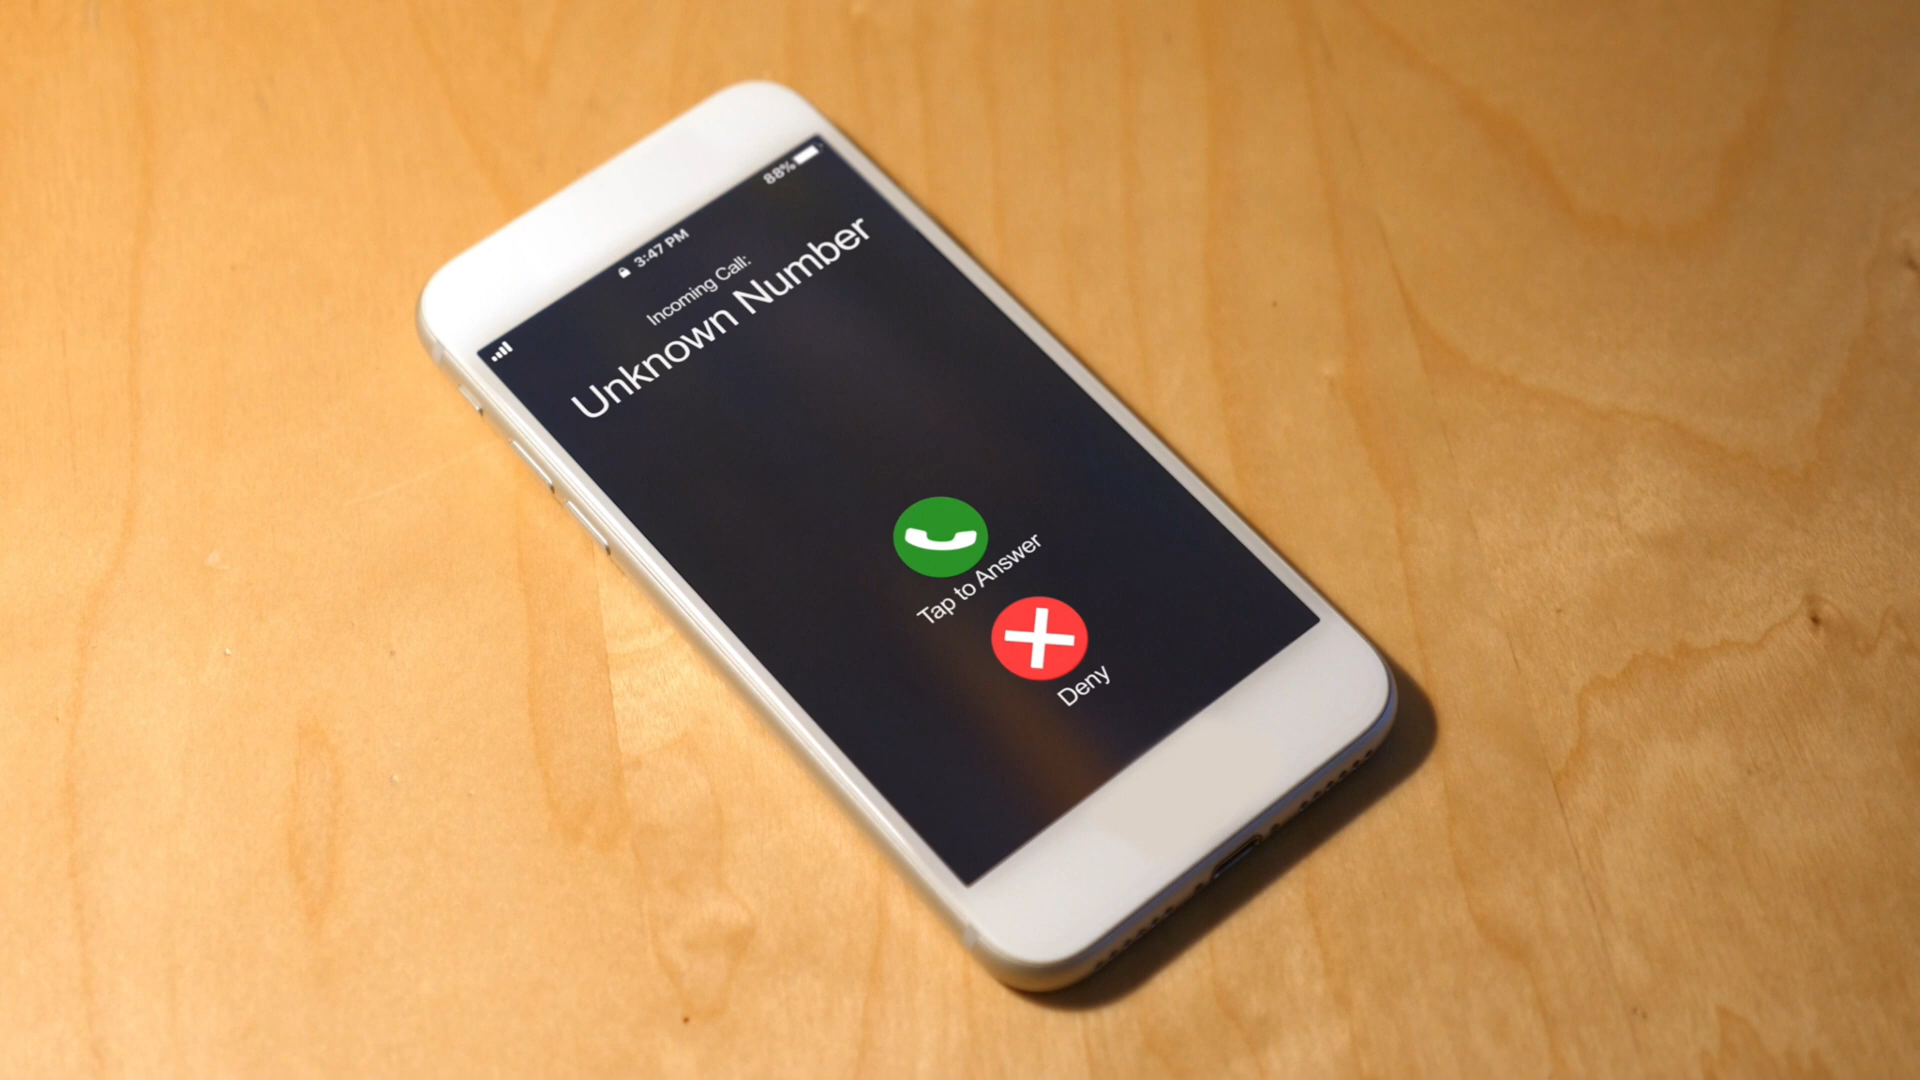 88%
3:47 PM
Incoming Call:
Unknown Number
Tap to Answer
Deny